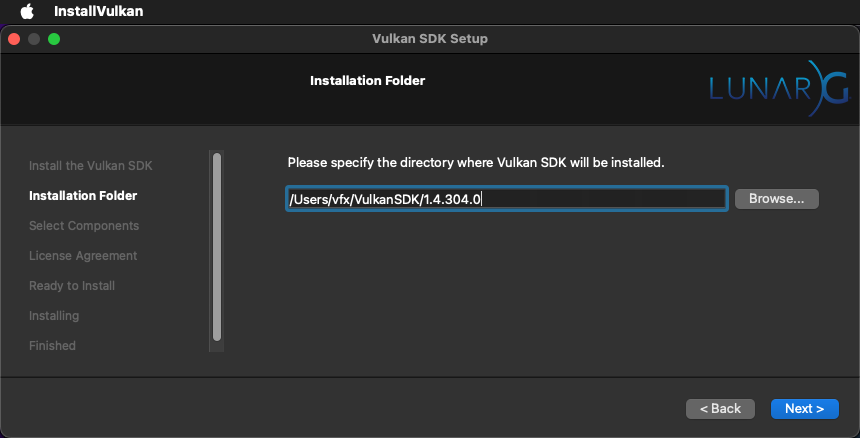 InstallVulkan
Vulkan SDK Setup
Installation Folder
LUNAR)G
Install the Vulkan SDK
Installation Folder
Select Components
License Agreement
Ready to Install
Installing
Finished
Please specify the directory where Vulkan SDK will be installed.
/Users/vfx/VulkanSDK/1.4.304.0
Browse...
< Back
Next >